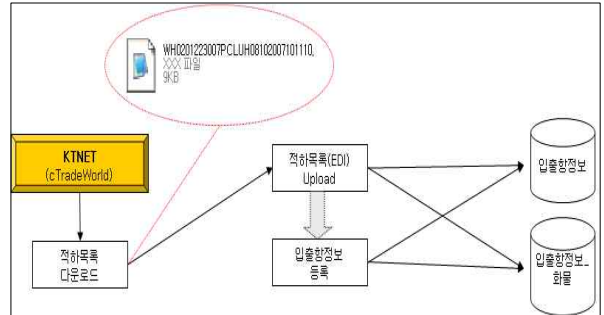 WH0201223007PCLUH08102007101110,
XXX 파일
9KB
KTNET
(cTradeWorld)
적하목록
다운로드
적하목록(EDI)
Upload
입출항정보
등록
입출항정보
입출항정보_
화물